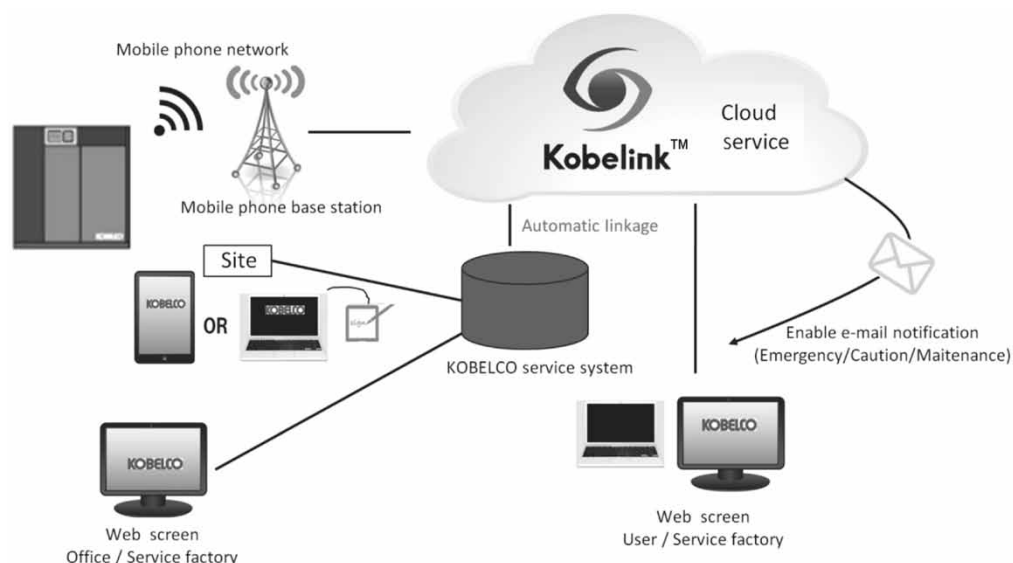 Mobile phone network
Cloud
service
Kobelink™
Mobile phone base station
Automatic linkage
Site
KOBELCO
OR
KOBELCO
sign
KOBELCO service system
Enable e-mail notification
(Emergency/Caution/Maitenance)
KOBELCO
KOBELCO
Web screen
Office / Service factory
Web screen
User / Service factory